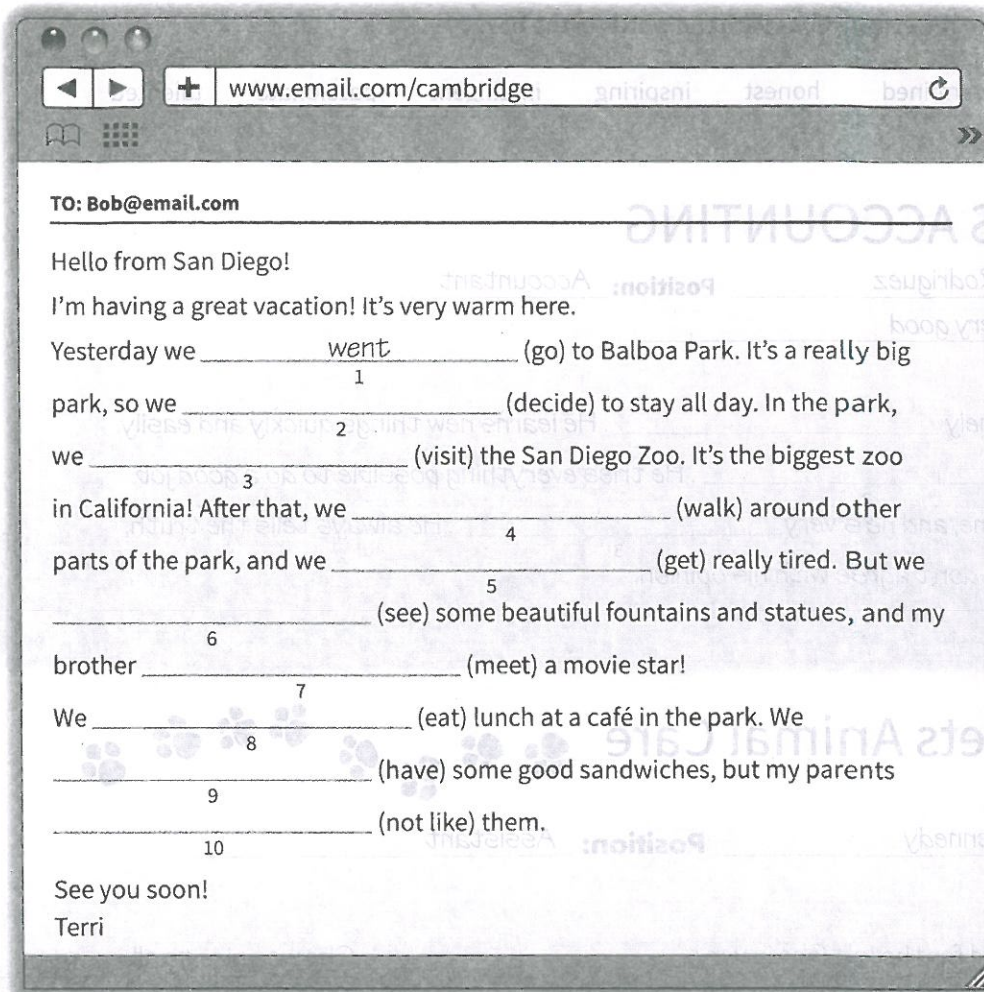 www.email.com/cambridge
TO: Bob@email.com
Hello from San Diego!
I'm having a great vacation! It's very warm here.
Yesterday we went (go) to Balboa Park. It's a really big
1
park, so we (decide) to stay all day. In the park,
2
we (visit) the San Diego Zoo. It's the biggest zoo
3
in California! After that, we (walk) around other
4
parts of the park, and we (get) really tired. But we
5
(see) some beautiful fountains and statues, and my
6
brother (meet) a movie star!
7
We (eat) lunch at a café in the park. We
8
(have) some good sandwiches, but my parents
9
(not like) them.
10
See you soon!
Terri